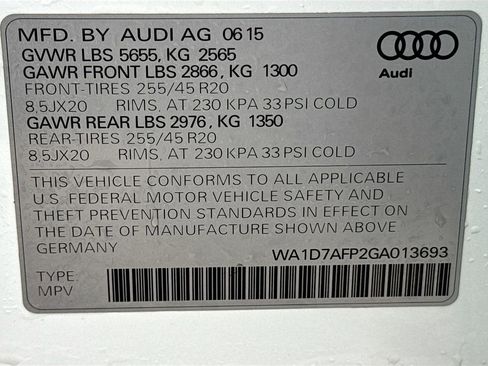 MFD. BY AUDI AG 06 15
GVWR LBS 5655, KG 2565
GAWR FRONT LBS 2866, KG 1300
FRONT-TIRES 255/45 R20
8,5JX20 RIMS, AT 230 KPA 33 PSI COLD
GAWR REAR LBS 2976, KG 1350
REAR-TIRES 255/45 R20
8,5JX20 RIMS, AT 230 KPA 33 PSI COLD
Audi
THIS VEHICLE CONFORMS TO ALL APPLICABLE
U.S. FEDERAL MOTOR VEHICLE SAFETY AND
THEFT PREVENTION STANDARDS IN EFFECT ON
THE DATE OF MANUFACTURE SHOWN ABOVE
GERMANY
WA1D7AFP2GA013693
TYPE:
MPV